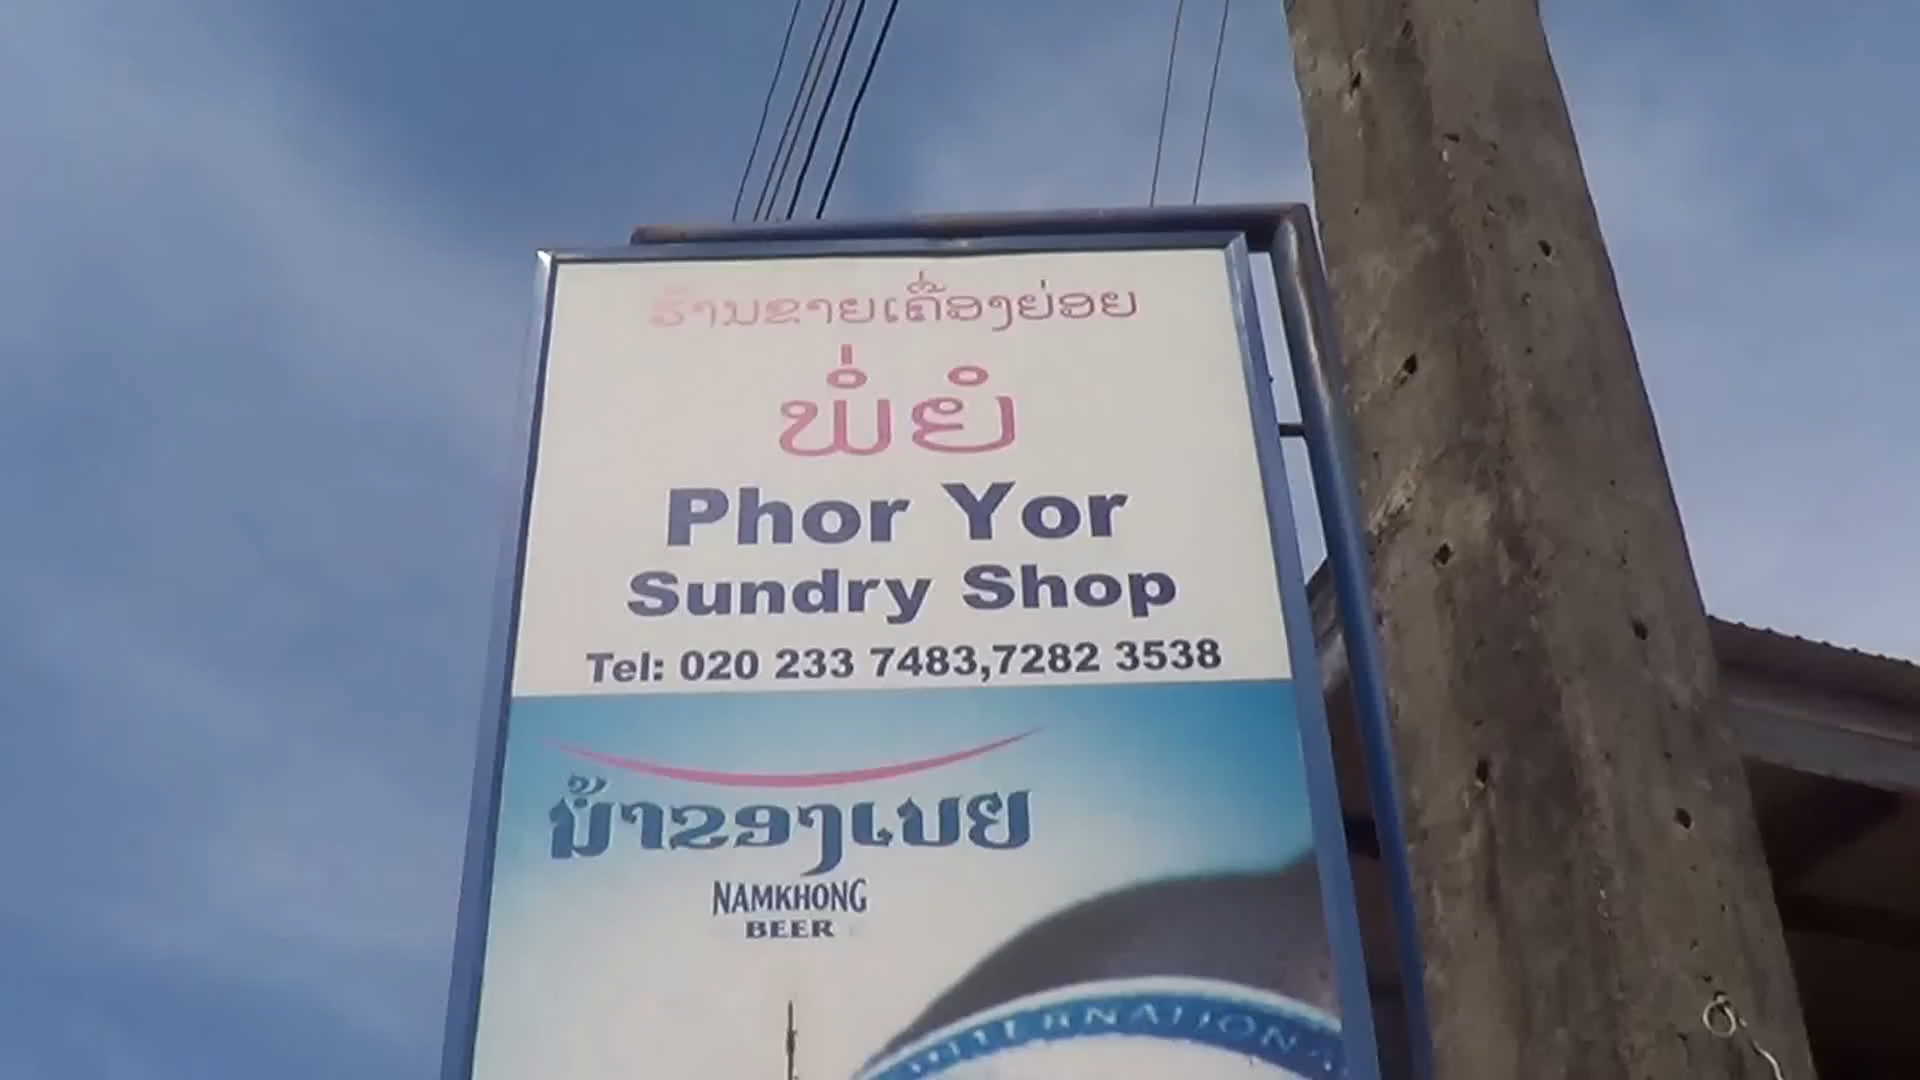 ຮ້ານຂາຍເຄື່ອງຍ່ອຍ
ພໍ່ຍໍ
Phor Yor
Sundry Shop
Tel: 020 233 7483,7282 3538
ນ້ຳຂອງເບຍ
NAMKHONG
BEER
INTERNATIONA